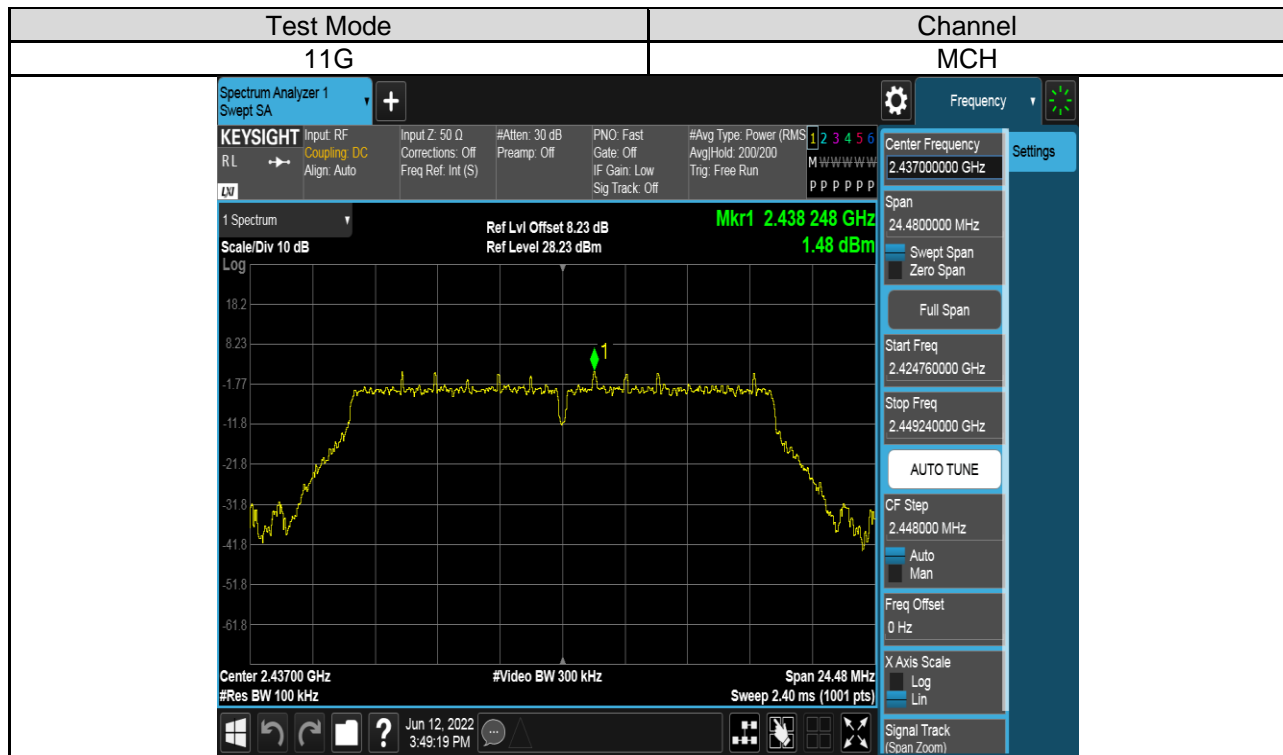 Test Mode Channel
11G MCH
Spectrum Analyzer 1
Swept SA
+
Frequency
KEYSIGHT
RL
LXI
Input: RF
Coupling: DC
Align: Auto
Input Z: 50 Ω
Corrections: Off
Freq Ref: Int (S)
#Atten: 30 dB
Preamp: Off
PNO: Fast
Gate: Off
IF Gain: Low
Sig Track: Off
#Avg Type: Power (RMS
Avg|Hold: 200/200
Trig: Free Run
1 2 3 4 5 6
M W W W W W
P P P P P P
1 Spectrum
Scale/Div 10 dB
Ref Lvl Offset 8.23 dB
Ref Level 28.23 dBm
Mkr1 2.438 248 GHz
1.48 dBm
Log
18.2
8.23
-1.77
-11.8
-21.8
-31.8
-41.8
-51.8
-61.8
1
Center 2.43700 GHz
#Res BW 100 kHz
#Video BW 300 kHz
Span 24.48 MHz
Sweep 2.40 ms (1001 pts)
Center Frequency
2.437000000 GHz
Settings
Span
24.4800000 MHz
Swept Span
Zero Span
Full Span
Start Freq
2.424760000 GHz
Stop Freq
2.449240000 GHz
AUTO TUNE
CF Step
2.448000 MHz
Auto
Man
Freq Offset
0 Hz
X Axis Scale
Log
Lin
Signal Track
(Span Zoom)
?
Jun 12, 2022
3:49:19 PM